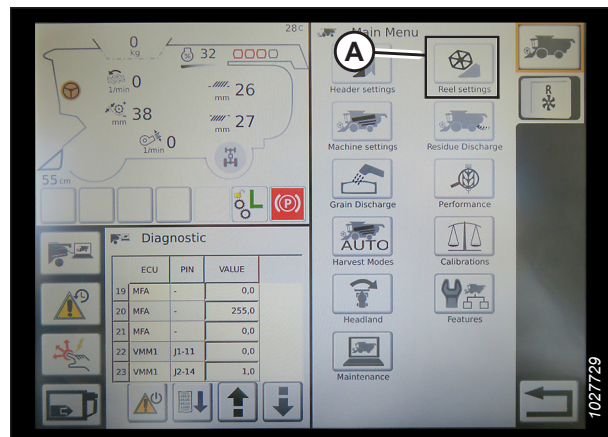 28c
0
kg
32
0
1/min
26
mm
38
mm
27
mm
0
1/min
55 cm
L
(P)
Diagnostic
ECU PIN VALUE
19 MFA - 0,0
20 MFA - 255,0
21 MFA - 0,0
22 VMM1 J1-11 0,0
23 VMM1 J2-14 1,0
Main Menu
A
Header settings
Reel settings
Machine settings
Residue Discharge
Grain Discharge
Performance
AUTO
Harvest Modes
Calibrations
Headland
Features
Maintenance
R
1027729